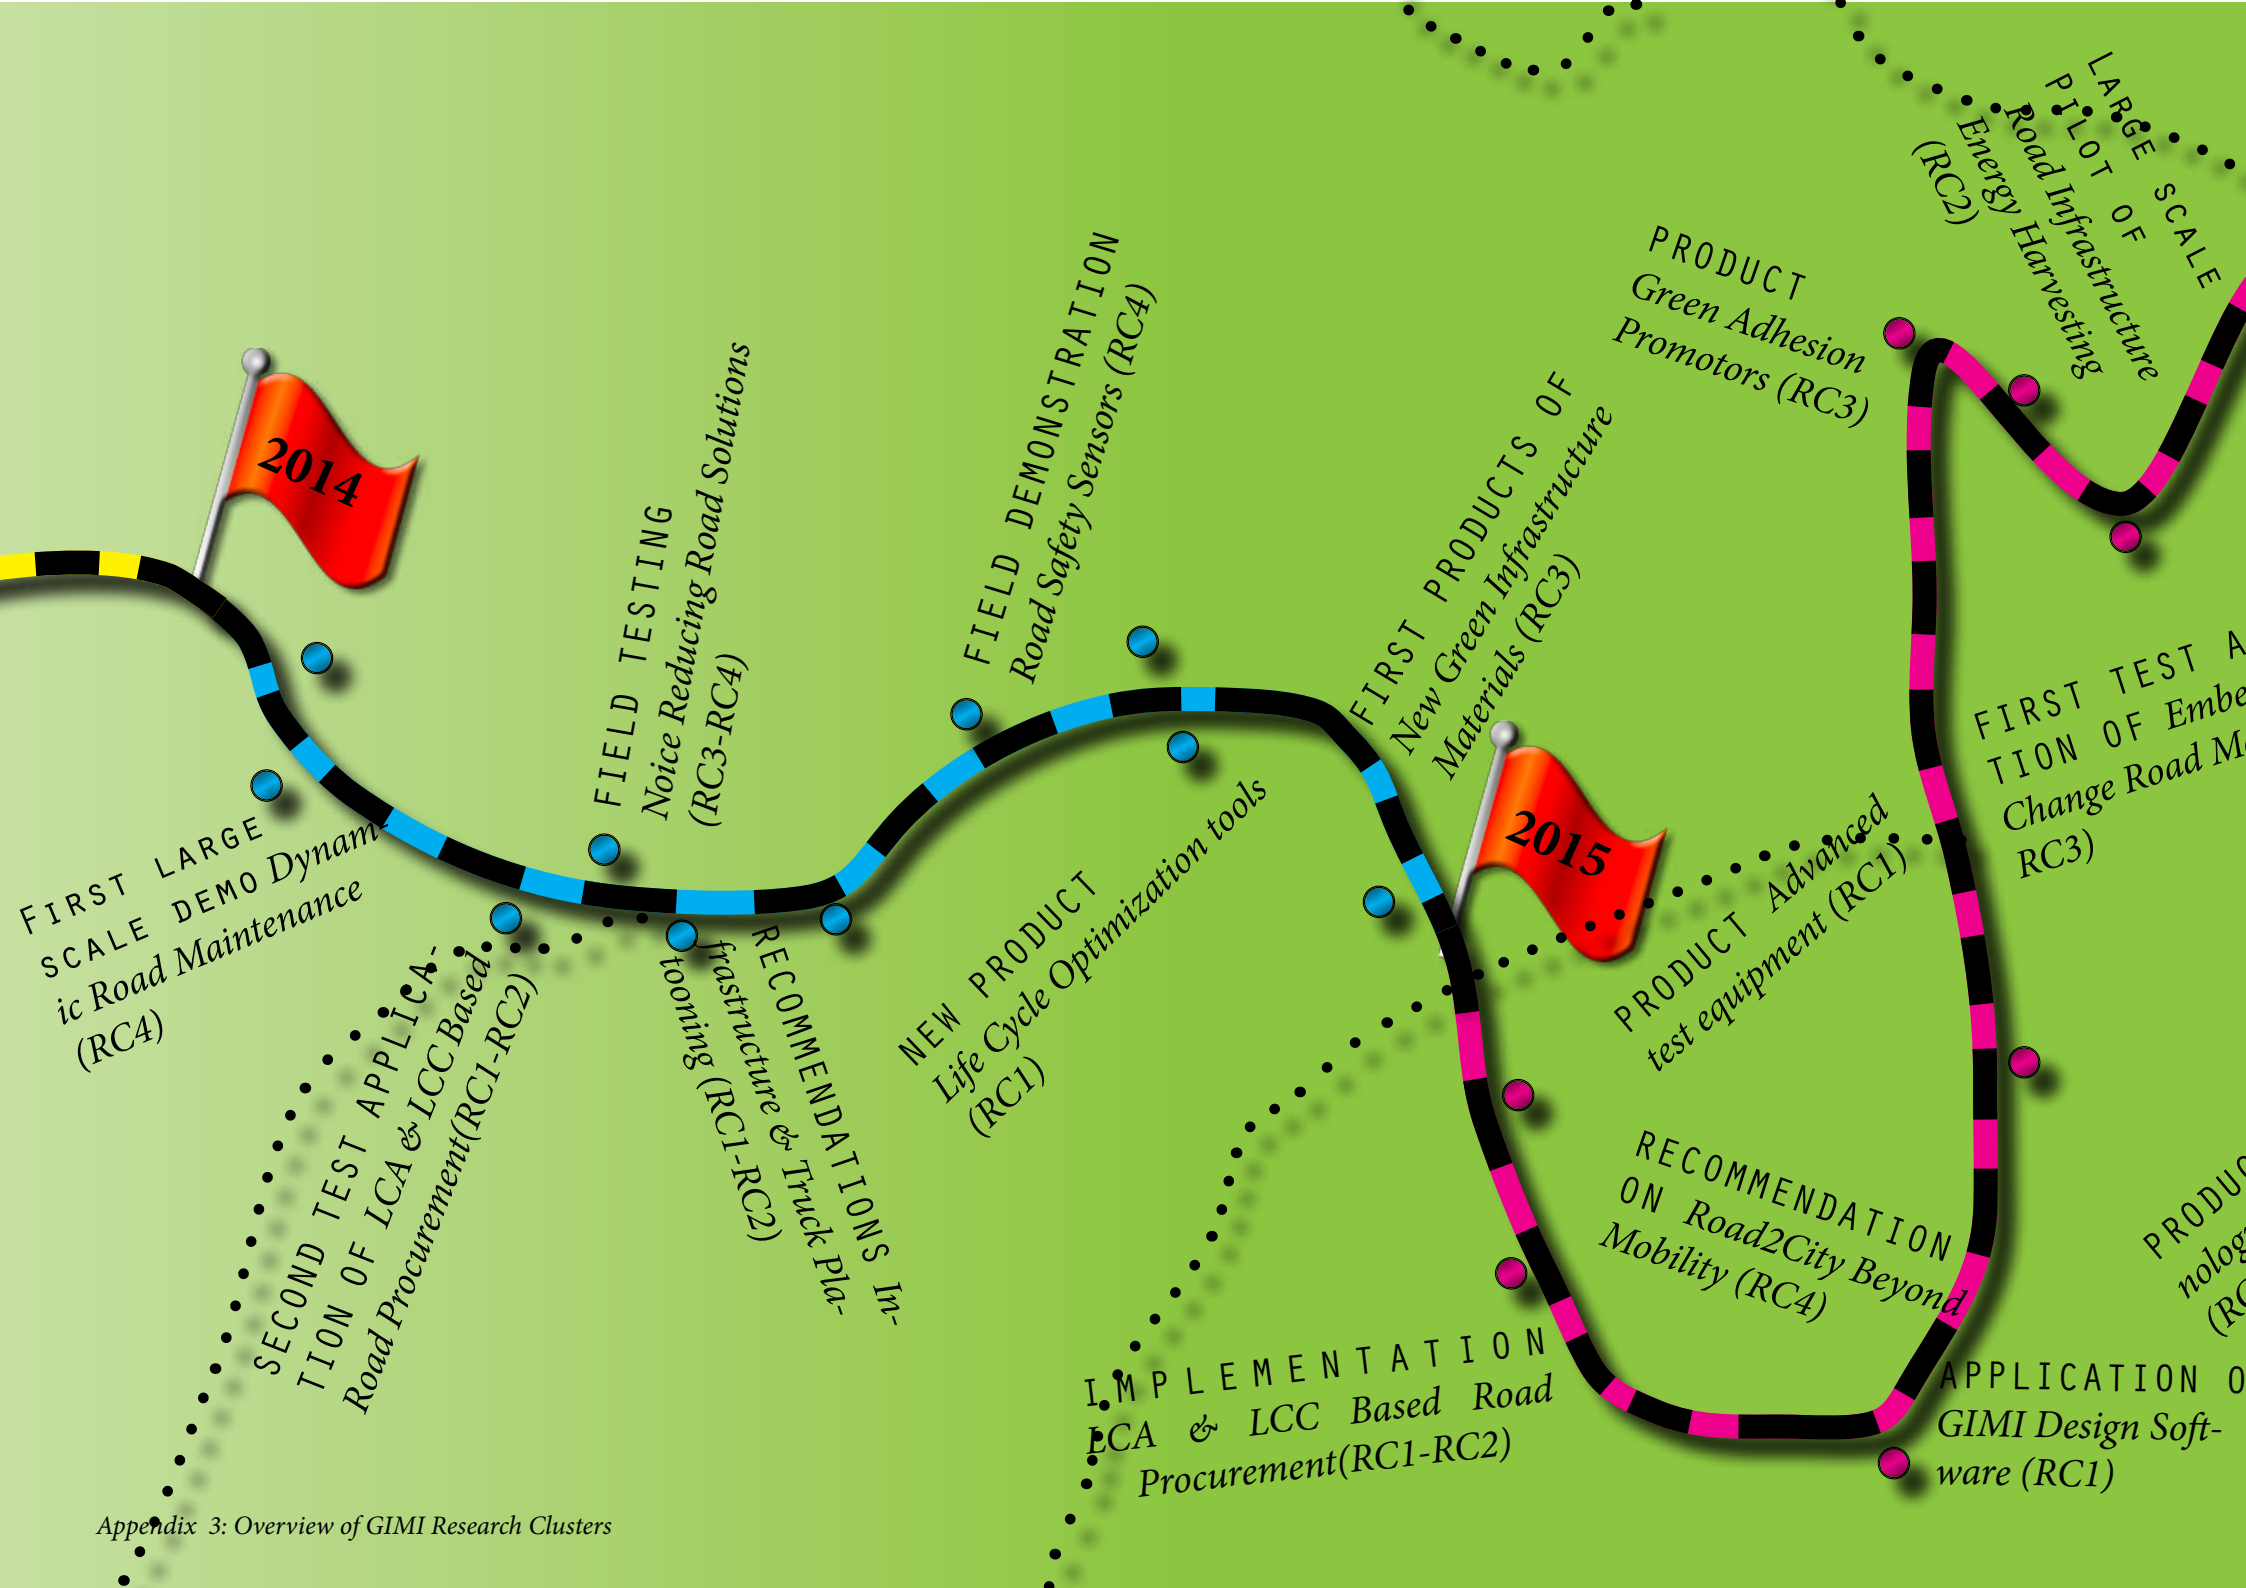 2014
FIRST LARGE
SCALE DEMO Dynam-
ic Road Maintenance
(RC4)
SECOND TEST APPLICA-
TION OF LCA & LCC Based
Road Procurement(RC1-RC2)
FIELD TESTING
Noice Reducing Road Solutions
(RC3-RC4)
RECOMMENDATIONS In-
frastructure & Truck Pla-
tooning (RC1-RC2)
FIELD DEMONSTRATION
Road Safety Sensors (RC4)
NEW PRODUCT
Life Cycle Optimization tools
(RC1)
FIRST PRODUCTS OF
New Green Infrastructure
Materials (RC3)
2015
PRODUCT Advanced
test equipment (RC1)
IMPLEMENTATION
LCA & LCC Based Road
Procurement(RC1-RC2)
RECOMMENDATION
ON Road2City Beyond
Mobility (RC4)
APPLICATION O
GIMI Design Soft-
ware (RC1)
PRODUC
nolog
(RC
FIRST TEST A
TION OF Embe
Change Road M
RC3)
PRODUCT
Green Adhesion
Promotors (RC3)
LARGE SCALE
PILOT OF
Road Infrastructure
Energy Harvesting
(RC2)
Appendix 3: Overview of GIMI Research Clusters